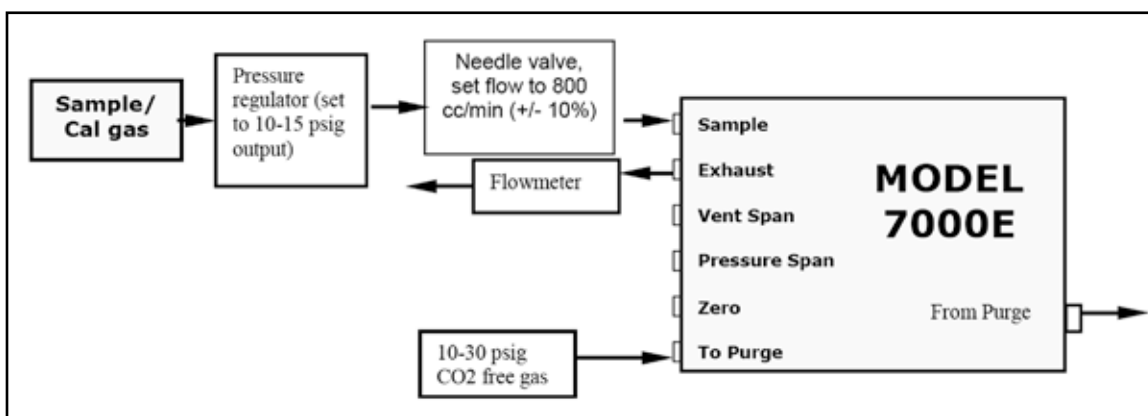 Sample/
Cal gas
Pressure
regulator (set
to 10-15 psig
output)
Needle valve,
set flow to 800
cc/min (+/- 10%)
Flowmeter
Sample
Exhaust
Vent Span
Pressure Span
Zero
To Purge
MODEL
7000E
From Purge
10-30 psig
CO2 free gas